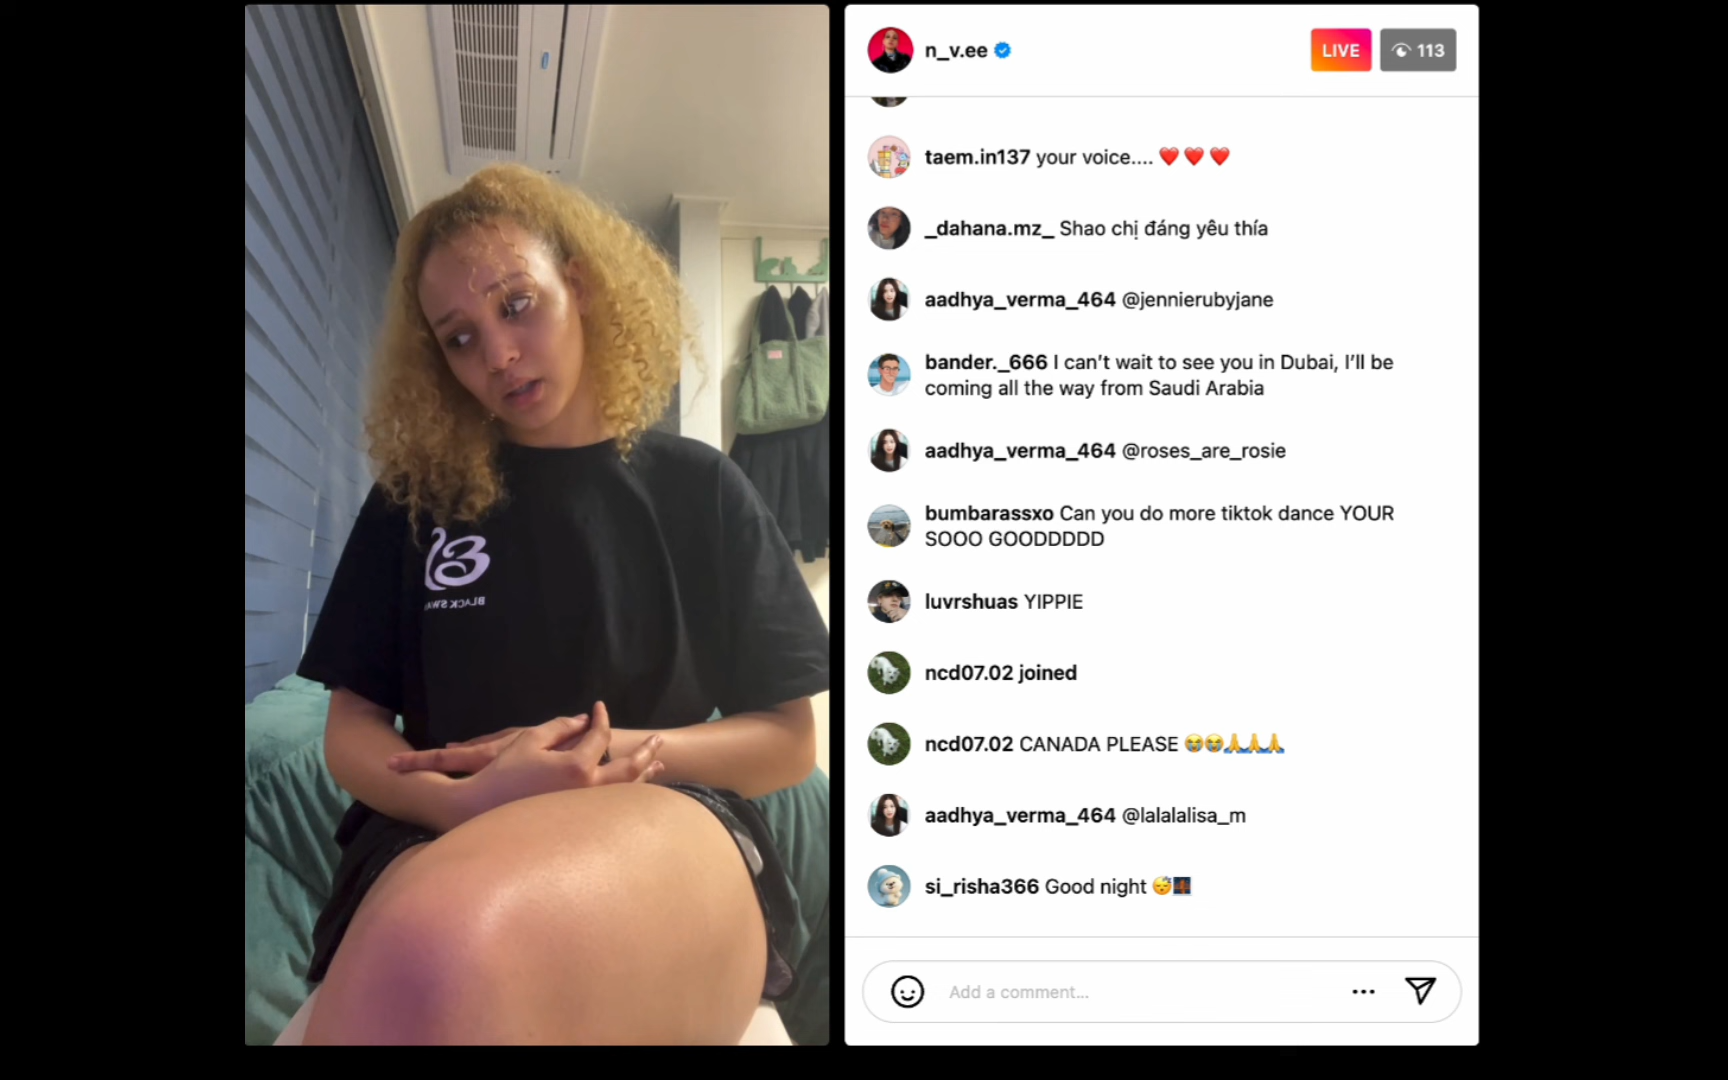 BLACK SWA
n_v.ee
LIVE
113
taem.in137 your voice.... ❤️ ❤️ ❤️
_dahana.mz_ Shao chị đáng yêu thía
aadhya_verma_464 @jennierubyjane
bander._666 I can't wait to see you in Dubai, I'll be
coming all the way from Saudi Arabia
aadhya_verma_464 @roses_are_rosie
bumbarassxo Can you do more tiktok dance YOUR
SOOO GOODDDDD
luvrshuas YIPPIE
ncd07.02 joined
ncd07.02 CANADA PLEASE 😭😭🙏🙏🙏
aadhya_verma_464 @lalalalisa_m
si_risha366 Good night 😴🌉
Add a comment...